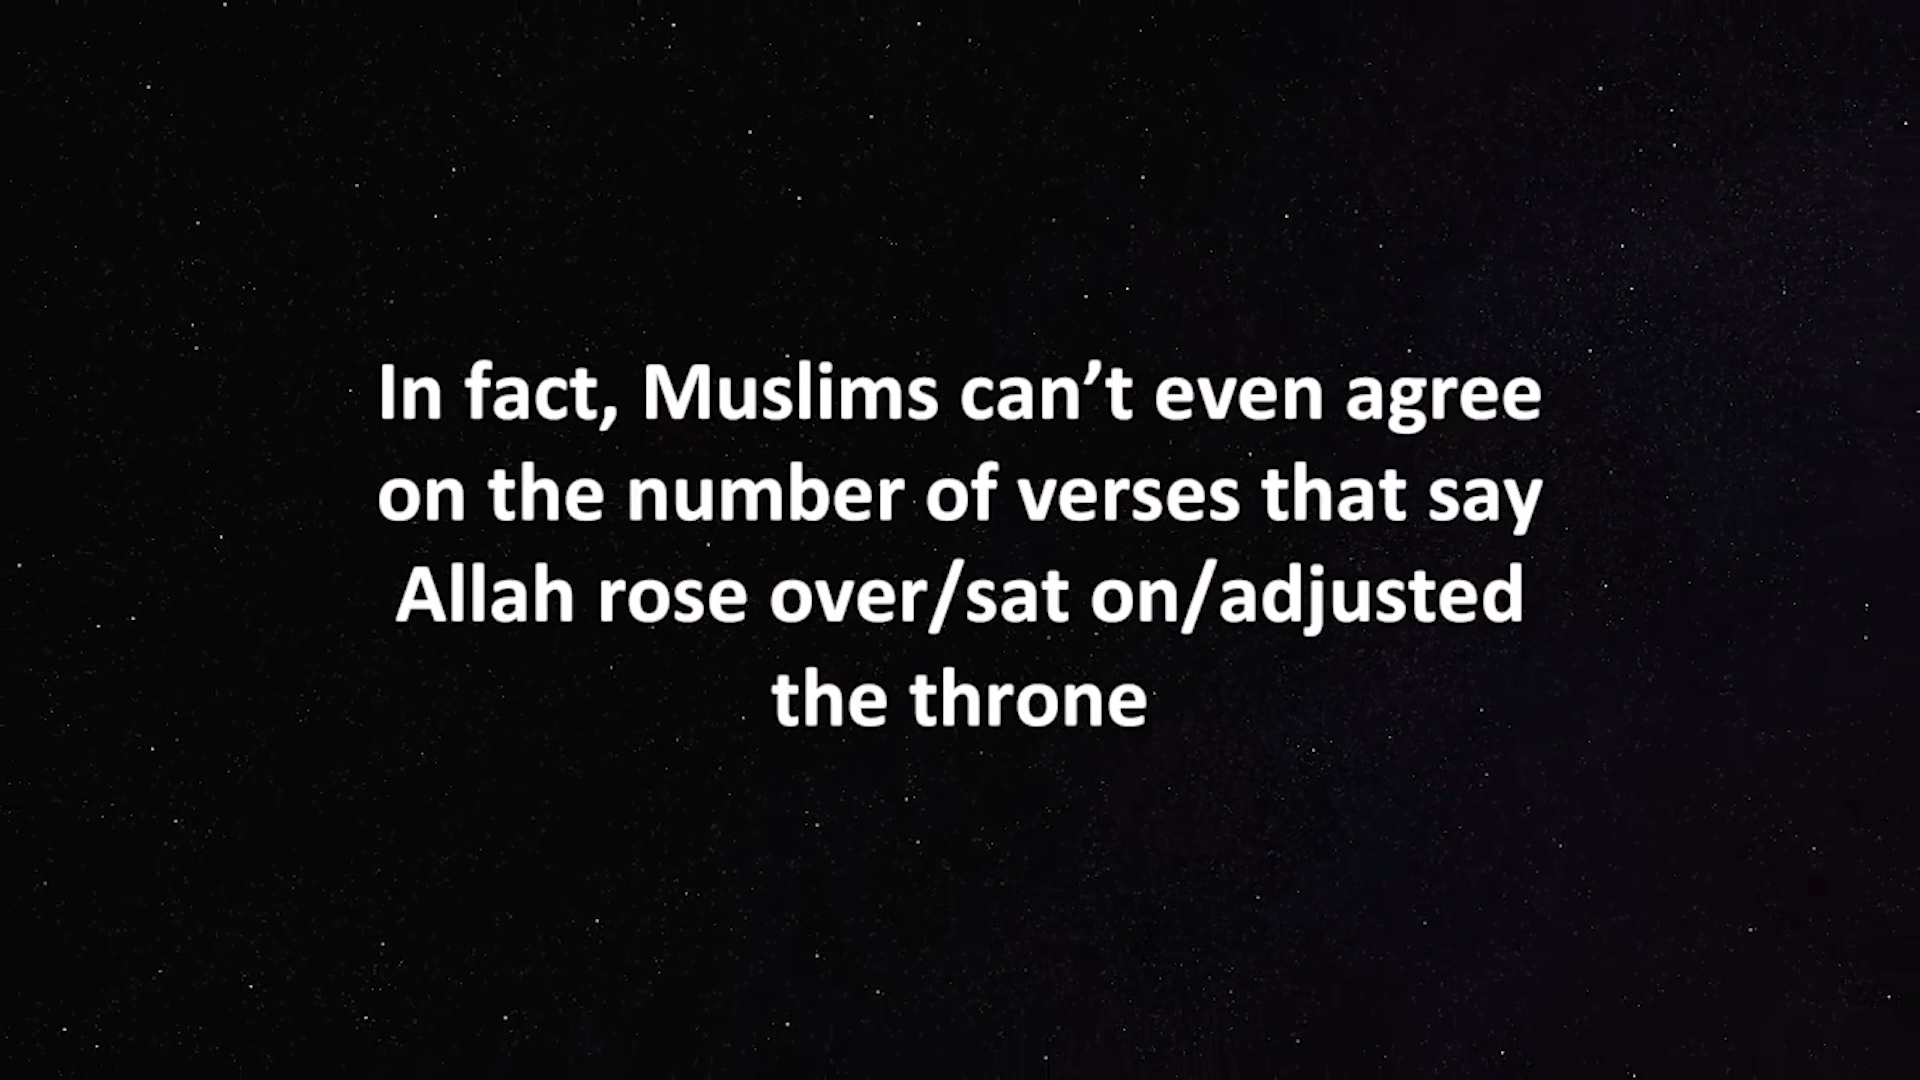 In fact, Muslims can’t even agree
on the number of verses that say
Allah rose over/sat on/adjusted
the throne